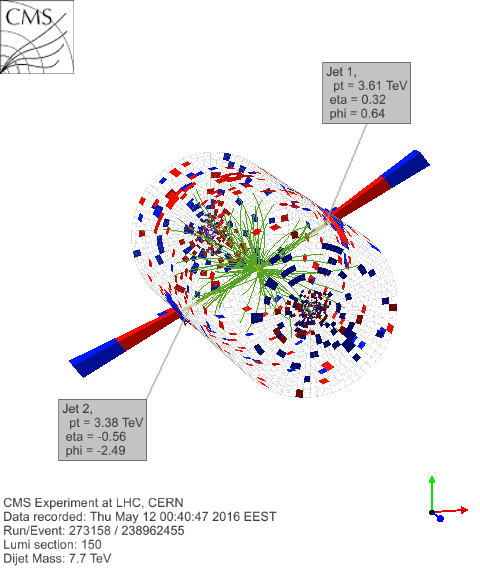 CMS
Jet 1,
pt = 3.61 TeV
eta = 0.32
phi = 0.64
Jet 2,
pt = 3.38 TeV
eta = -0.56
phi = -2.49
CMS Experiment at LHC, CERN
Data recorded: Thu May 12 00:40:47 2016 EEST
Run/Event: 273158 / 238962455
Lumi section: 150
Dijet Mass: 7.7 TeV